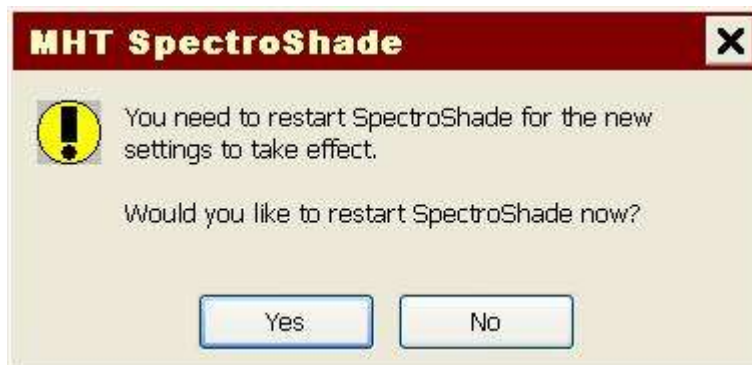 MHT SpectroShade
You need to restart SpectroShade for the new
settings to take effect.
Would you like to restart SpectroShade now?
Yes
No